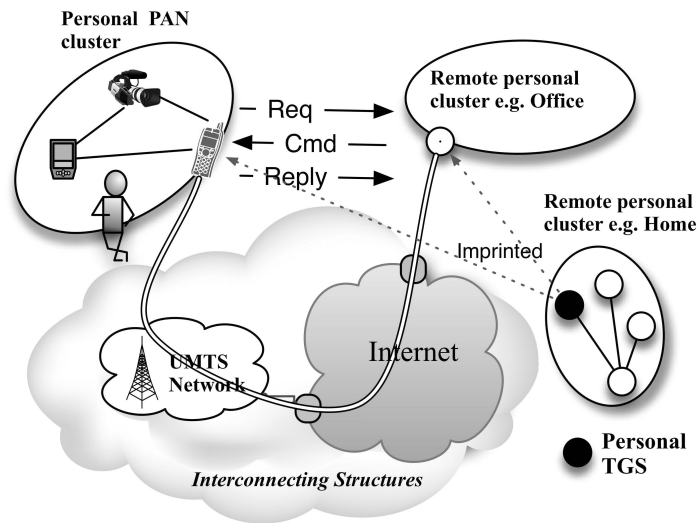 Personal PAN
cluster
Req
Cmd
Reply
Remote personal
cluster e.g. Office
Remote personal
cluster e.g. Home
Imprinted
Internet
UMTS
Network
Personal
TGS
Interconnecting Structures